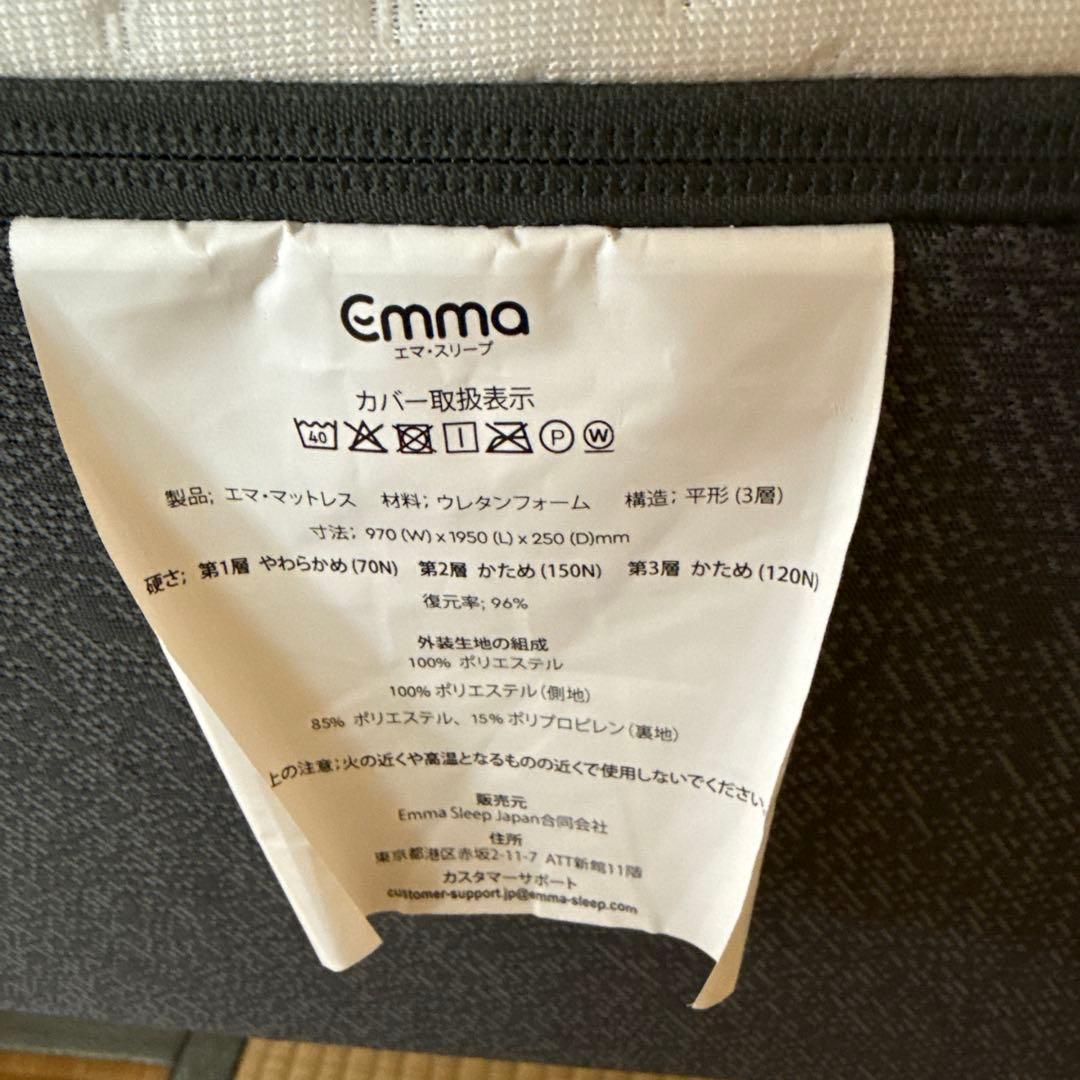 Emma
エマ・スリープ
カバー取扱表示
40 P W
製品; エマ・マットレス 材料; ウレタンフォーム 構造; 平形 (3層)
寸法; 970 (W) x 1950 (L) x 250 (D)mm
硬さ; 第1層 やわらかめ (70N) 第2層 かため (150N) 第3層 かため (120N)
復元率; 96%
外装生地の組成
100% ポリエステル
100% ポリエステル (側地)
85% ポリエステル、15% ポリプロピレン (裏地)
上の注意; 火の近くや高温となるものの近くで使用しないでください
販売元
Emma Sleep Japan合同会社
住所
東京都港区赤坂2-11-7 ATT新館11階
カスタマーサポート
customer-support.jp@emma-sleep.com